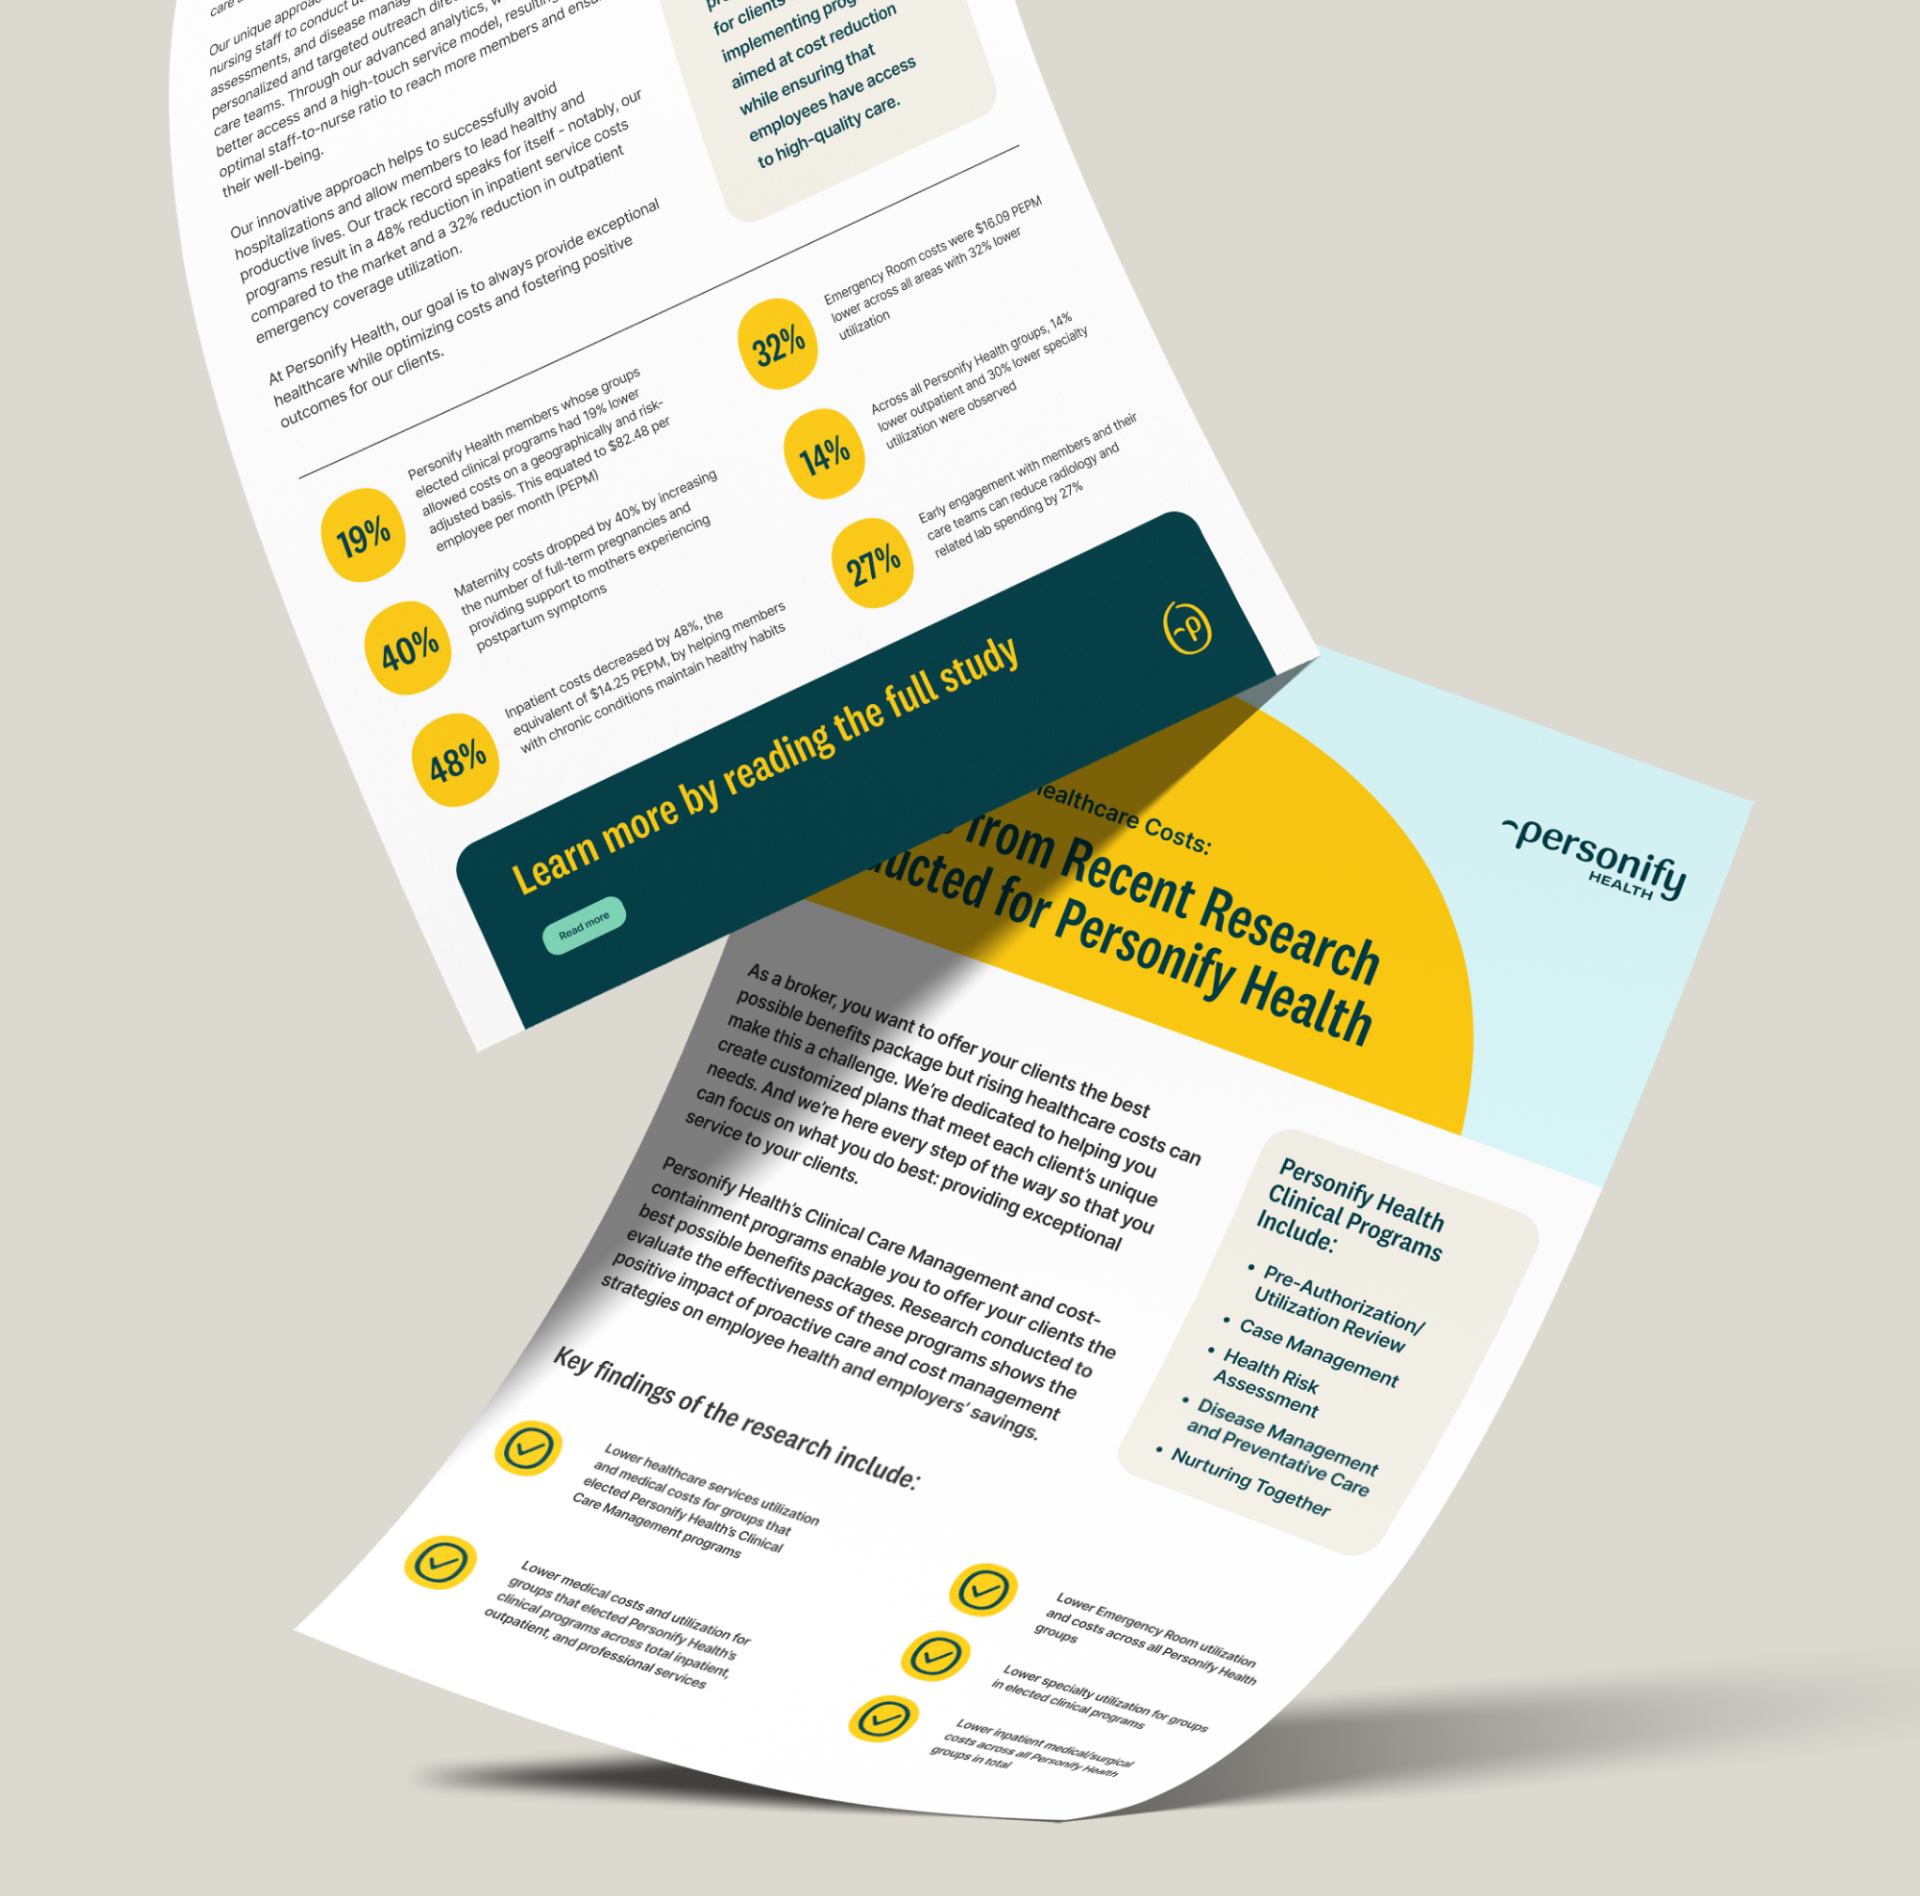 care
Our unique approach
nursing staff to conduct
assessments, and disease
personalized and targeted outreach
care teams. Through our advanced analytics,
better access and a high-touch service model, resulting
optimal staff-to-nurse ratio to reach more members and
their well-being.
Our innovative approach helps to successfully avoid
hospitalizations and allow members to lead healthy and
productive lives. Our track record speaks for itself - notably, our
programs result in a 48% reduction in inpatient service costs
compared to the market and a 32% reduction in outpatient
emergency coverage utilization.
At Personify Health, our goal is to always provide exceptional
healthcare while optimizing costs and fostering positive
outcomes for our clients.
for clients
implementing
aimed at cost reduction
while ensuring that
employees have access
to high-quality care.
19%
Personify Health members whose groups
elected clinical programs had 19% lower
allowed costs on a geographically and risk-
adjusted basis. This equated to $82.48 per
employee per month (PEPM)
40%
Maternity costs dropped by 40% by increasing
the number of full-term pregnancies and
providing support to mothers experiencing
postpartum symptoms
48%
Inpatient costs decreased by 48%, the
equivalent of $14.25 PEPM, by helping members
with chronic conditions maintain healthy habits
32%
Emergency Room costs were $16.09 PEPM
lower across all areas with 32% lower
utilization
14%
Across all Personify Health groups, 14%
lower outpatient and 30% lower specialty
utilization were observed
27%
Early engagement with members and their
care teams can reduce radiology and
related lab spending by 27%
Learn more by reading the full study
Read more
personify
HEALTH
Healthcare Costs:
from Recent Research
ducted for Personify Health
As a broker, you want to offer your clients the best
possible benefits package but rising healthcare costs can
make this a challenge. We're dedicated to helping you
create customized plans that meet each client's unique
needs. And we're here every step of the way so that you
can focus on what you do best: providing exceptional
service to your clients.
Personify Health's Clinical Care Management and cost-
containment programs enable you to offer your clients the
best possible benefits packages. Research conducted to
evaluate the effectiveness of these programs shows the
positive impact of proactive care and cost management
strategies on employee health and employers' savings.
Personify Health
Clinical Programs
Include:
• Pre-Authorization/
Utilization Review
• Case Management
• Health Risk
Assessment
• Disease Management
and Preventative Care
• Nurturing Together
Key findings of the research include:
Lower healthcare services utilization
and medical costs for groups that
elected Personify Health's Clinical
Care Management programs
Lower medical costs and utilization for
groups that elected Personify Health's
clinical programs across total inpatient,
outpatient, and professional services
Lower Emergency Room utilization
and costs across all Personify Health
groups
Lower specialty utilization for groups
in elected clinical programs
Lower inpatient medical/surgical
costs across all Personify Health
groups in total